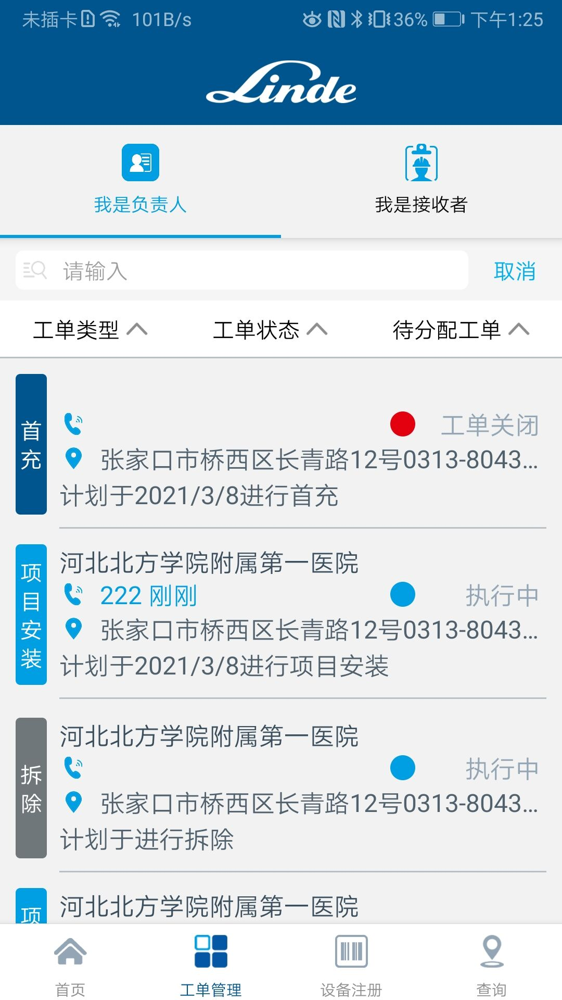 未插卡 101B/s 36% 下午1:25
Linde
我是负责人 我是接收者
请输入 取消
工单类型 工单状态 待分配工单
首充
工单关闭
张家口市桥西区长青路12号0313-8043...
计划于2021/3/8进行首充
项目安装
河北北方学院附属第一医院
222 刚刚 执行中
张家口市桥西区长青路12号0313-8043...
计划于2021/3/8进行项目安装
拆除
河北北方学院附属第一医院
执行中
张家口市桥西区长青路12号0313-8043...
计划于进行拆除
项
河北北方学院附属第一医院
首页 工单管理 设备注册 查询